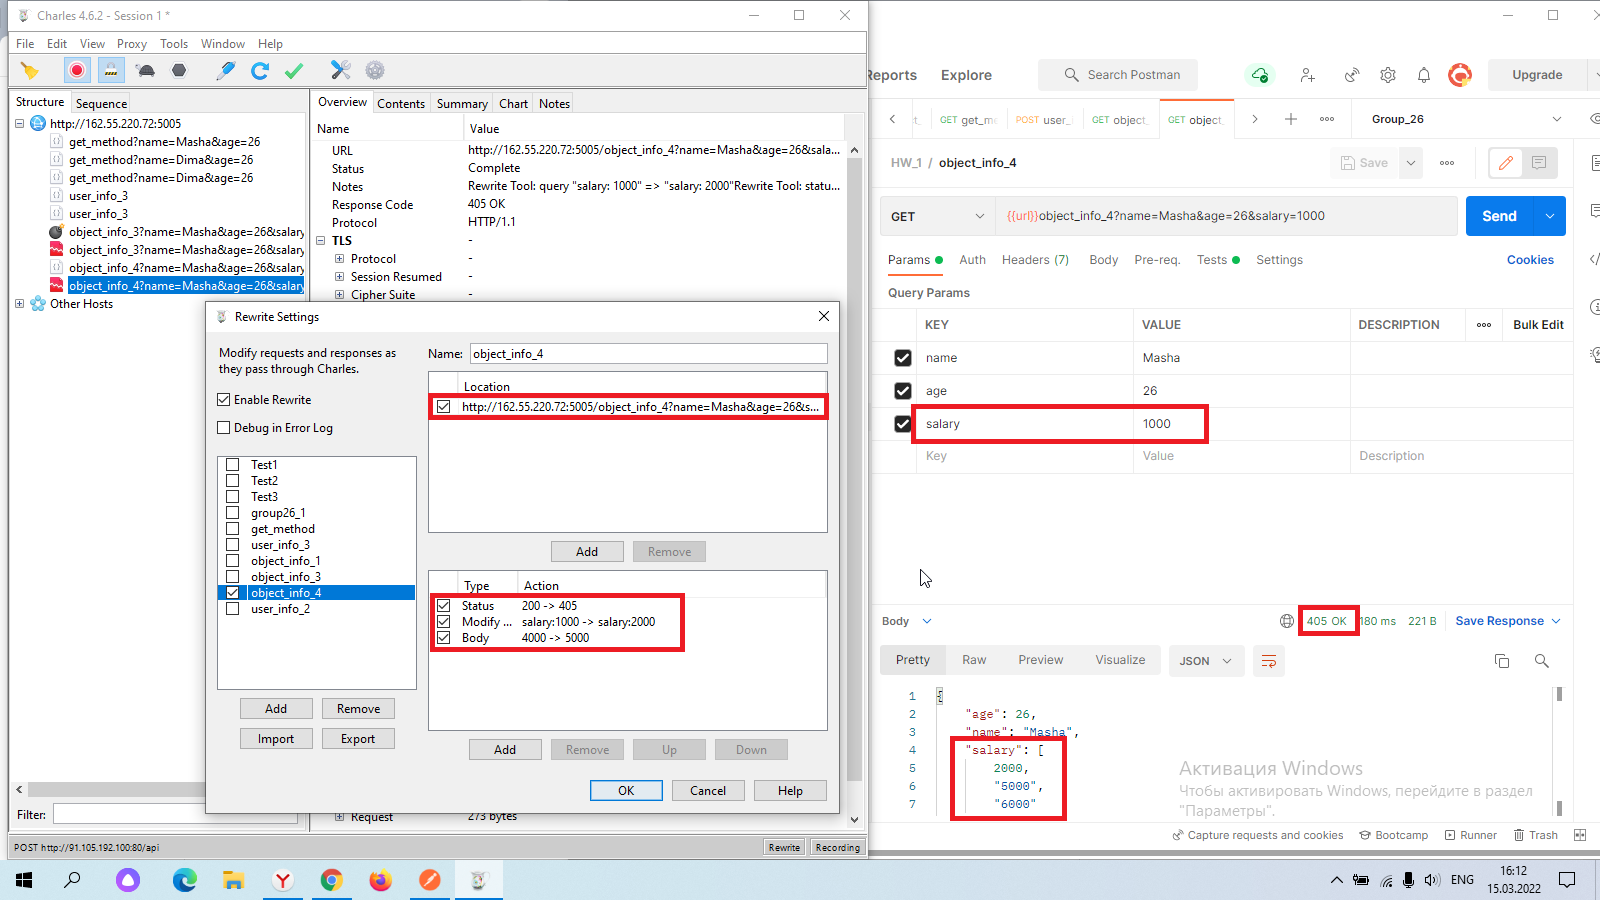 Charles 4.6.2 - Session 1 *
File Edit View Proxy Tools Window Help
Structure Sequence
http://162.55.220.72:5005
get_method?name=Masha&age=26
get_method?name=Dima&age=26
get_method?name=Dima&age=26
user_info_3
user_info_3
object_info_3?name=Masha&age=26&salary
object_info_3?name=Masha&age=26&salary
object_info_4?name=Masha&age=26&salary
object_info_4?name=Masha&age=26&salary
Other Hosts
Filter:
Overview Contents Summary Chart Notes
Name Value
URL http://162.55.220.72:5005/object_info_4?name=Masha&age=26&sala...
Status Complete
Notes Rewrite Tool: query "salary: 1000" => "salary: 2000"Rewrite Tool: statu...
Response Code 405 OK
Protocol HTTP/1.1
TLS -
Protocol -
Session Resumed -
Cipher Suite -
Request 273 bytes
Rewrite Settings
Modify requests and responses as
they pass through Charles.
Enable Rewrite
Debug in Error Log
Test1
Test2
Test3
group26_1
get_method
user_info_3
object_info_1
object_info_3
object_info_4
user_info_2
Add Remove
Import Export
Name: object_info_4
Location
http://162.55.220.72:5005/object_info_4?name=Masha&age=26&s...
Add Remove
Type Action
Status 200 -> 405
Modify ... salary:1000 -> salary:2000
Body 4000 -> 5000
Add Remove Up Down
OK Cancel Help
POST http://91.105.192.100:80/api
Rewrite Recording
Reports Explore
Search Postman
Upgrade
GET get_m
POST user_
GET object_
GET object_
Group_26
HW_1 / object_info_4
Save
GET {{url}}object_info_4?name=Masha&age=26&salary=1000
Send
Params Auth Headers (7) Body Pre-req. Tests Settings Cookies
Query Params
KEY VALUE DESCRIPTION Bulk Edit
name Masha
age 26
salary 1000
Key Value Description
Body 405 OK 180 ms 221 B Save Response
Pretty Raw Preview Visualize JSON
1 {
2 "age": 26,
3 "name": "Masha",
4 "salary": [
5 2000,
6 "5000",
7 "6000"
Активация Windows
Чтобы активировать Windows, перейдите в раздел
"Параметры".
Capture requests and cookies Bootcamp Runner Trash
ENG
16:12
15.03.2022